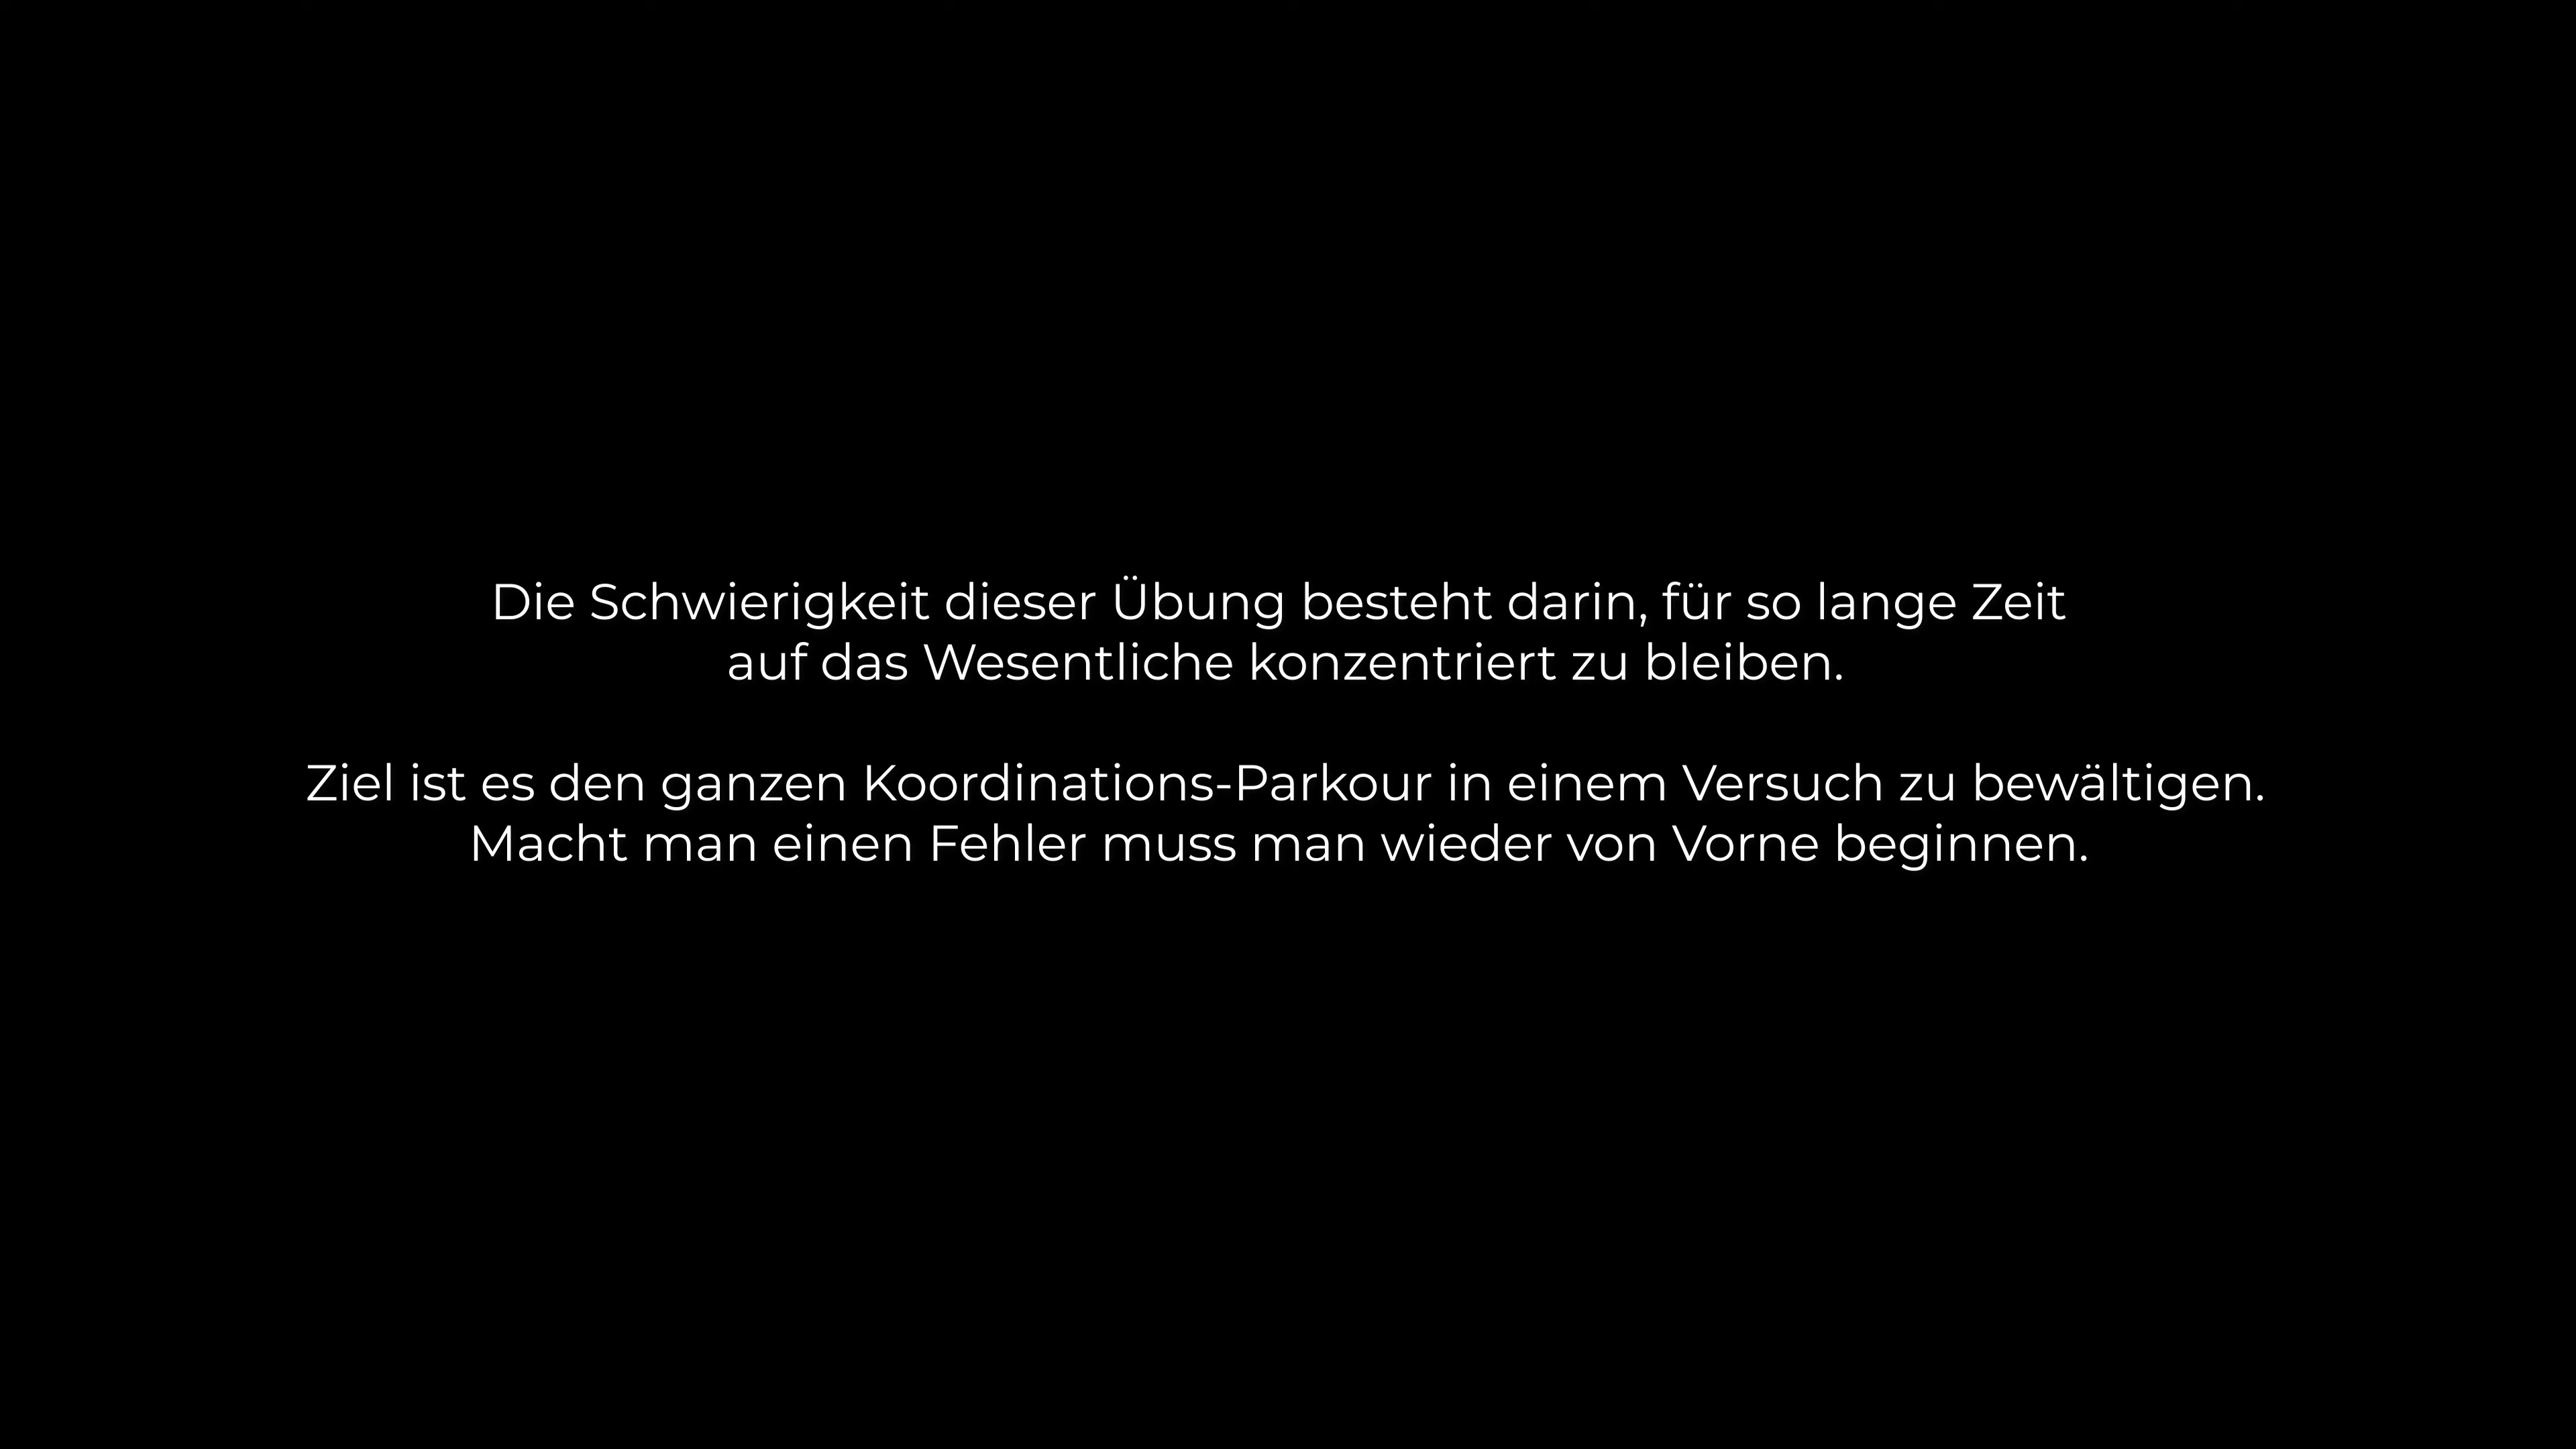 Die Schwierigkeit dieser Übung besteht darin, für so lange Zeit
auf das Wesentliche konzentriert zu bleiben.
Ziel ist es den ganzen Koordinations-Parkour in einem Versuch zu bewältigen.
Macht man einen Fehler muss man wieder von Vorne beginnen.